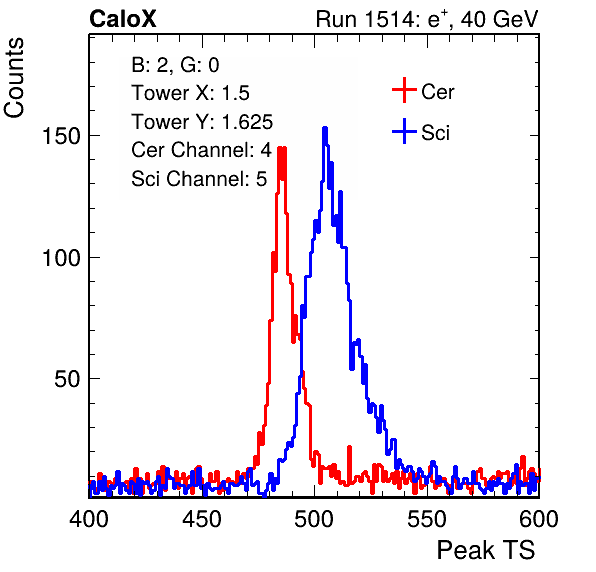 CaloX Run 1514: e⁺, 40 GeV
Counts
B: 2, G: 0
Tower X: 1.5
Tower Y: 1.625
Cer Channel: 4
Sci Channel: 5
Cer
Sci
150
100
50
400 450 500 550 600
Peak TS